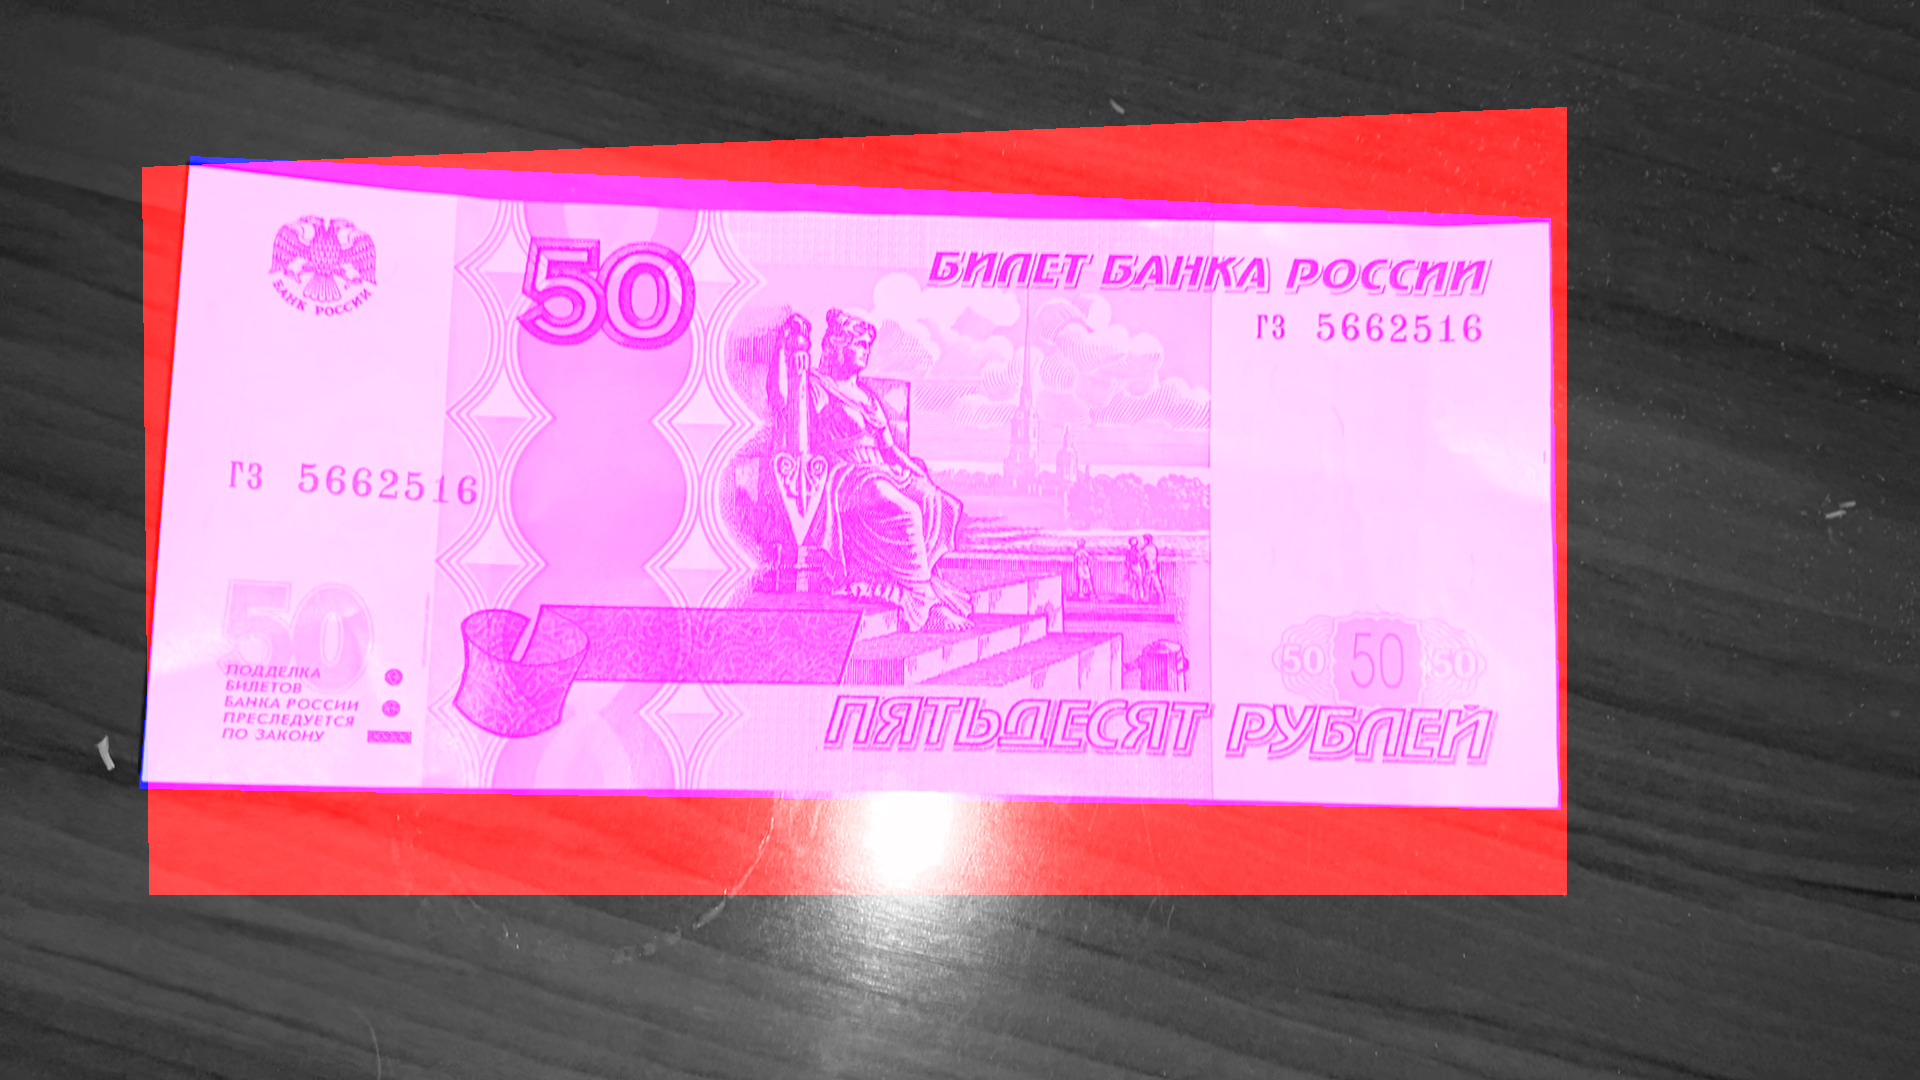 БАНК РОССИИ
50
БИЛЕТ БАНКА РОССИИ
ГЗ 5662516
ГЗ 5662516
50
ПОДДЕЛКА
БИЛЕТОВ
БАНКА РОССИИ
ПРЕСЛЕДУЕТСЯ
ПО ЗАКОНУ
50 50 50
ПЯТЬДЕСЯТ РУБЛЕЙ